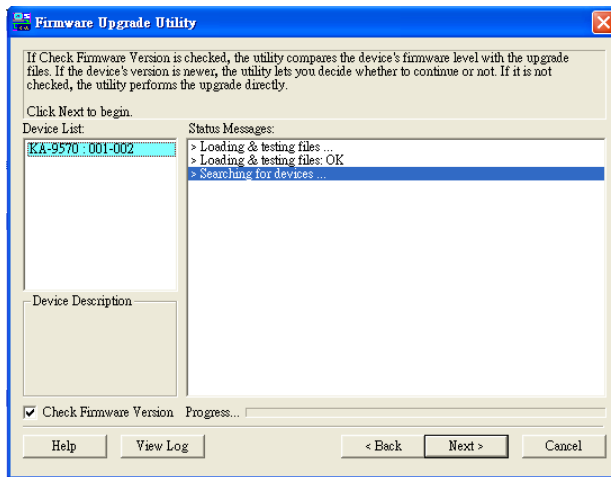 Firmware Upgrade Utility
If Check Firmware Version is checked, the utility compares the device's firmware level with the upgrade
files. If the device's version is newer, the utility lets you decide whether to continue or not. If it is not
checked, the utility performs the upgrade directly.
Click Next to begin.
Device List:
KA-9570 : 001-002
Status Messages:
> Loading & testing files ...
> Loading & testing files: OK
> Searching for devices ...
Device Description
Check Firmware Version
Progress...
Help
View Log
< Back
Next >
Cancel